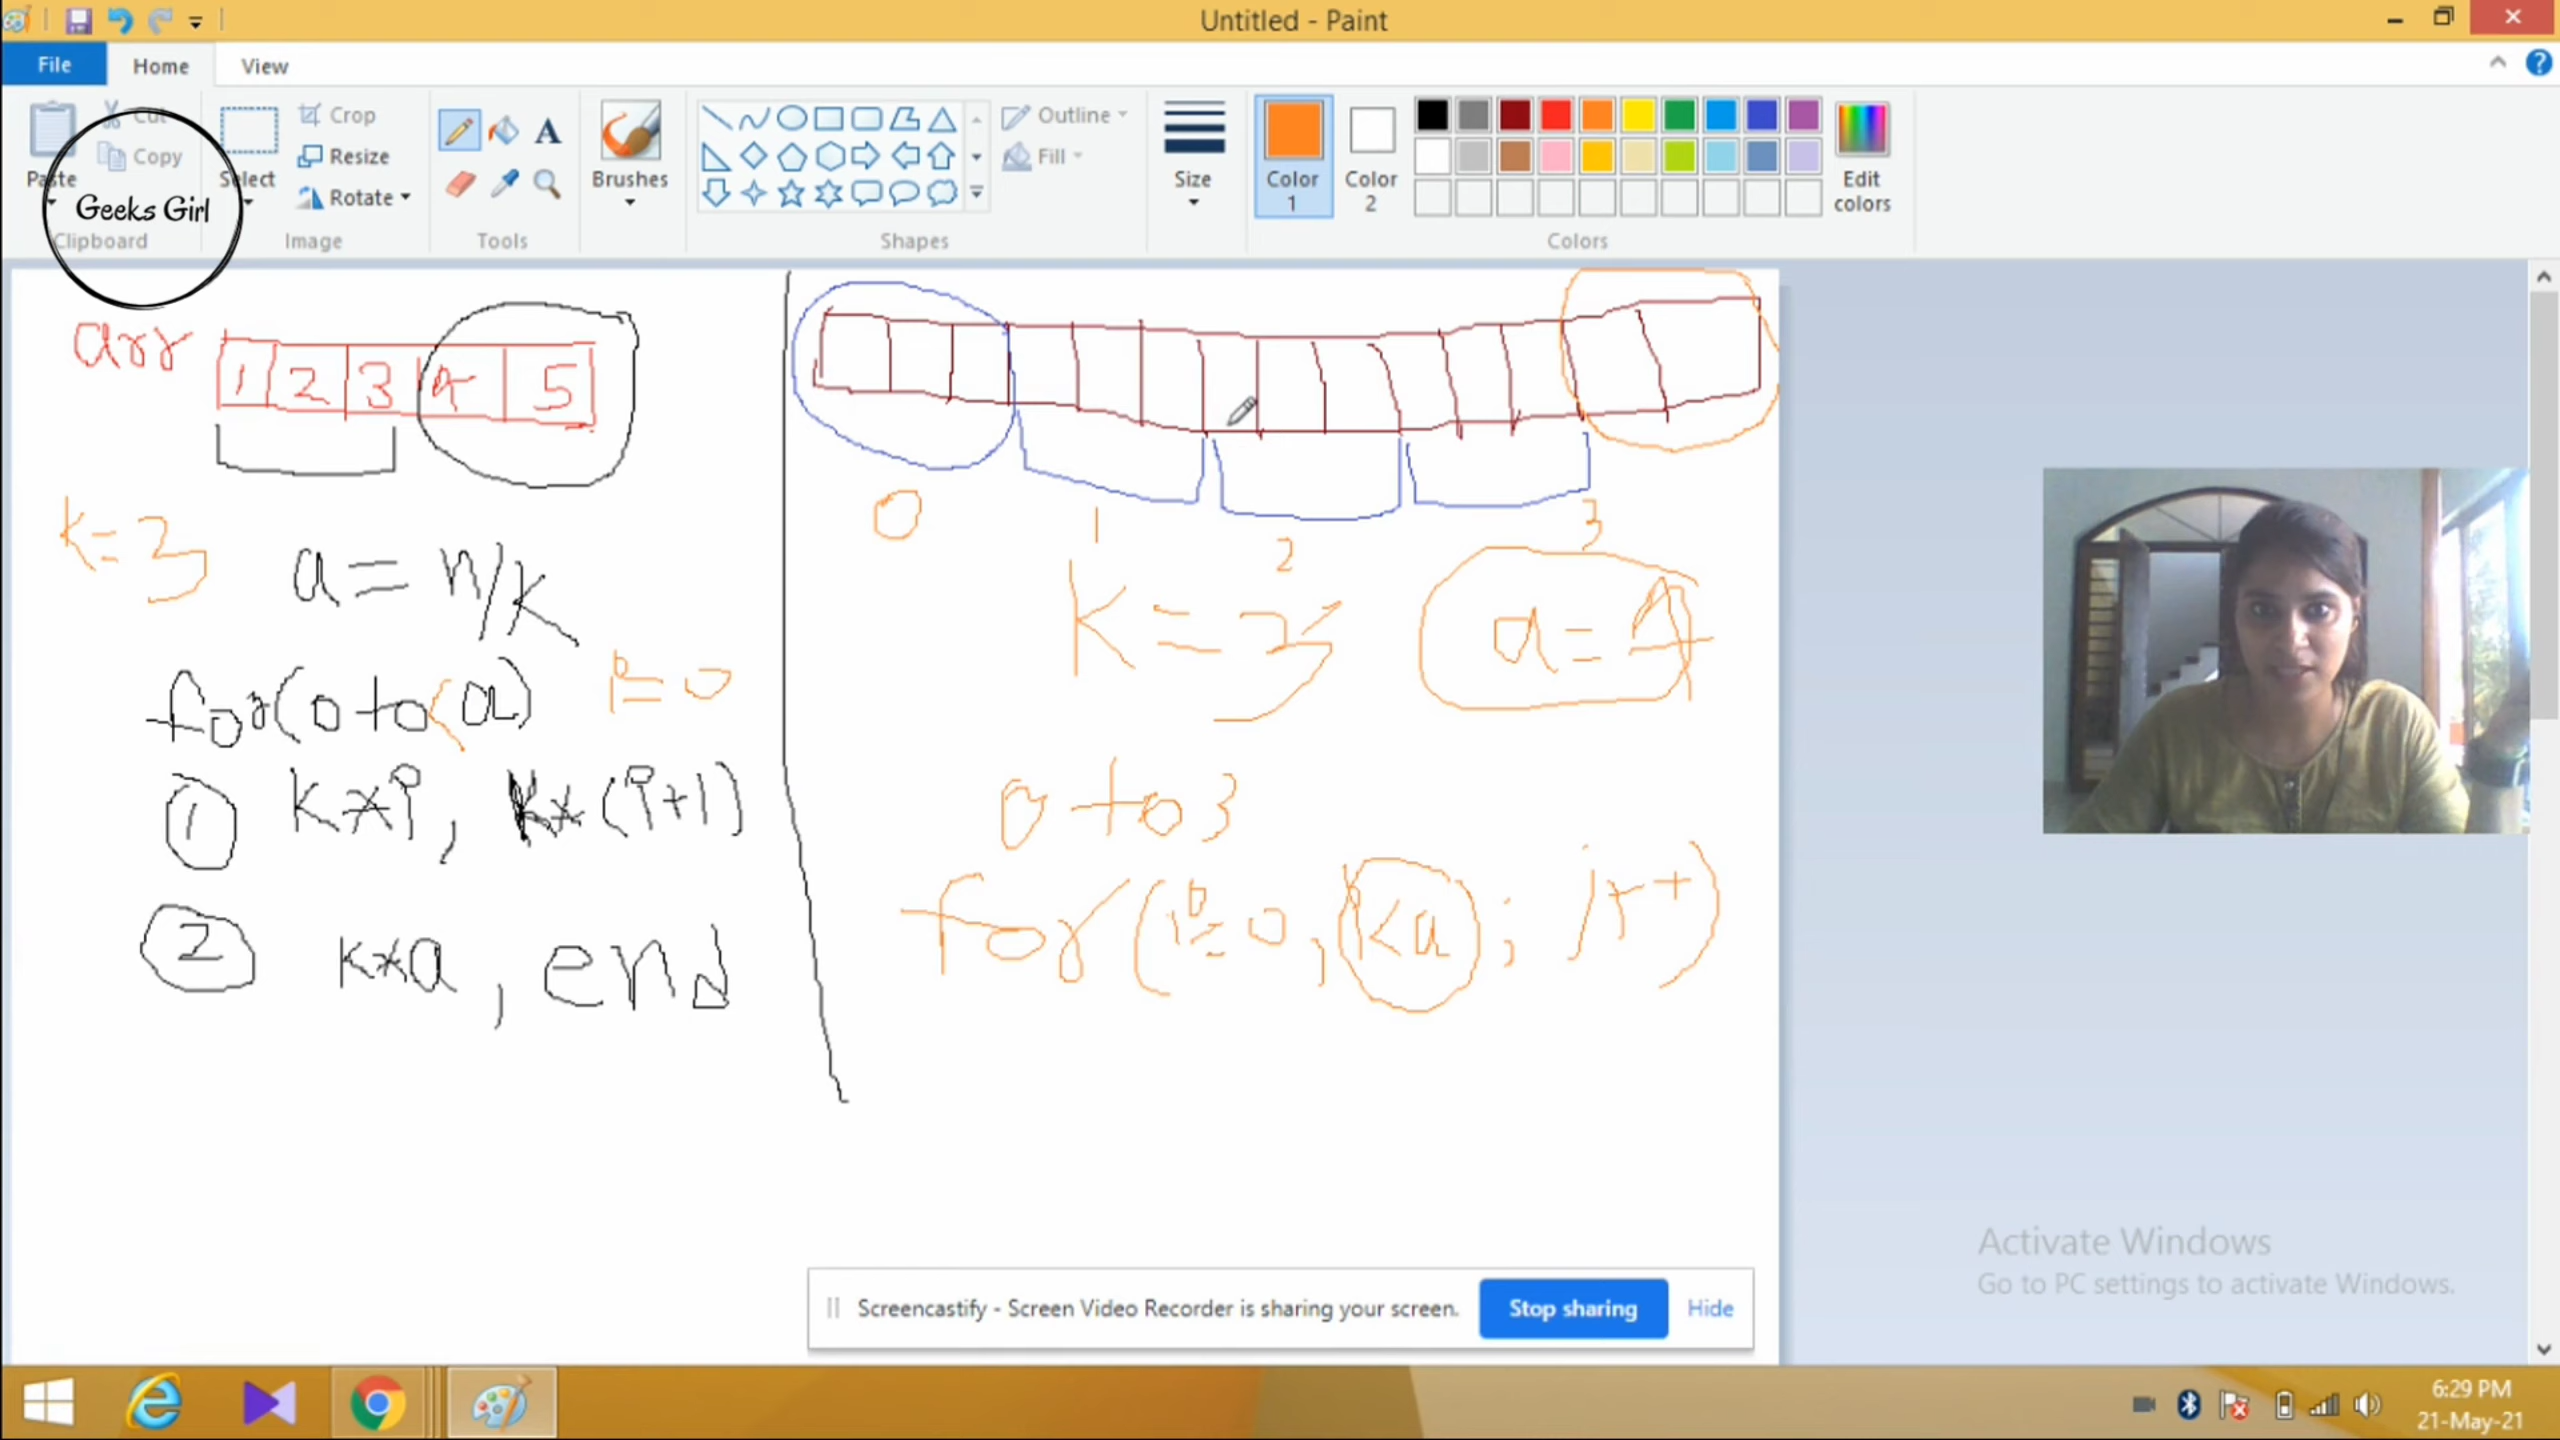 Untitled - Paint
File Home View
Paste Cut Copy Clipboard
Select Crop Resize Rotate Image
Tools
Brushes
Shapes
Outline Fill
Size
Color 1 Color 2
Edit colors
Colors
Geeks Girl
arr 1 2 3 4 5
k=3
a = n/k
for(0 to < a) i=0
1 k*i, k*(i+1)
2 k*a, end
0 1 2 3
K=3 a=4
0 to 3
for(i=0, i<a; i++)
Activate Windows
Go to PC settings to activate Windows.
Screencastify - Screen Video Recorder is sharing your screen. Stop sharing Hide
6:29 PM
21-May-21